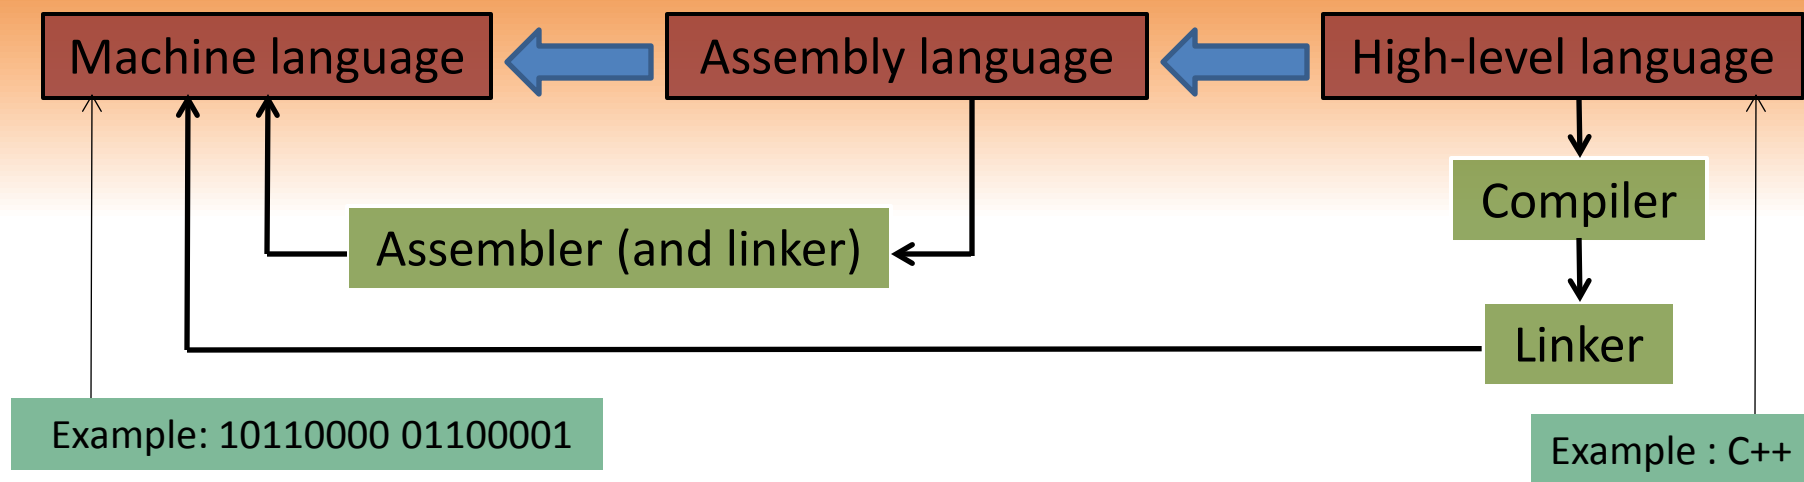 Machine language
Assembly language
High-level language
Compiler
Assembler (and linker)
Linker
Example: 10110000 01100001
Example : C++